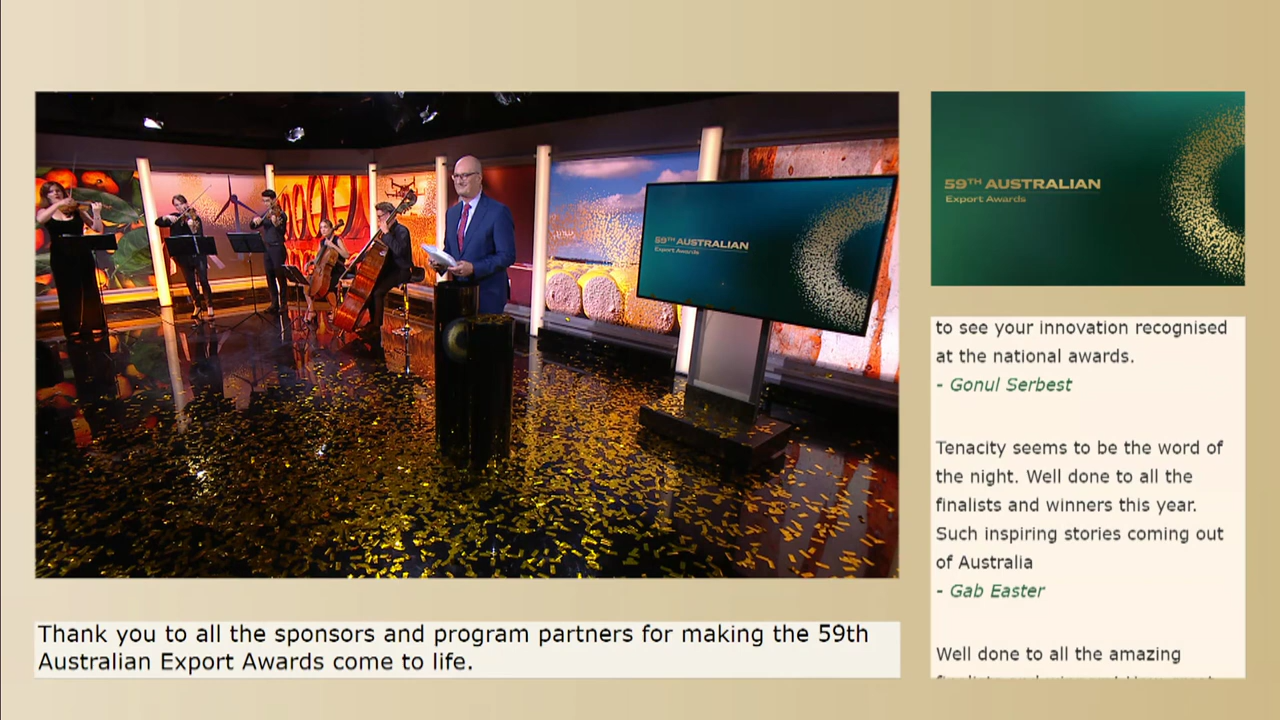 59TH AUSTRALIAN
Export Awards
59TH AUSTRALIAN
Export Awards
to see your innovation recognised
at the national awards.
- Gonul Serbest
Tenacity seems to be the word of
the night. Well done to all the
finalists and winners this year.
Such inspiring stories coming out
of Australia
- Gab Easter
Well done to all the amazing
Thank you to all the sponsors and program partners for making the 59th
Australian Export Awards come to life.